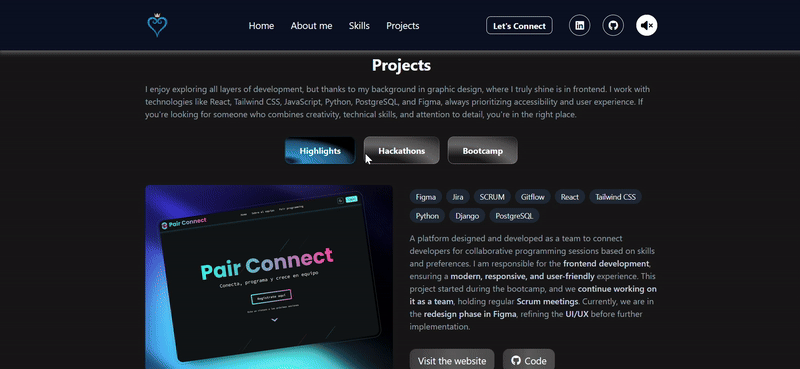 Home About me Skills Projects Let's Connect
Projects
I enjoy exploring all layers of development, but thanks to my background in graphic design, where I truly shine is in frontend. I work with
technologies like React, Tailwind CSS, JavaScript, Python, PostgreSQL, and Figma, always prioritizing accessibility and user experience. If
you're looking for someone who combines creativity, technical skills, and attention to detail, you're in the right place.
Highlights Hackathons Bootcamp
Pair Connect
Pair Connect
Conecta, programa y crece en equipo
Regístrate aquí
Figma Jira SCRUM Gitflow React Tailwind CSS
Python Django PostgreSQL
A platform designed and developed as a team to connect
developers for collaborative programming sessions based on skills
and preferences. I am responsible for the frontend development,
ensuring a modern, responsive, and user-friendly experience. This
project started during the bootcamp, and we continue working on
it as a team, holding regular Scrum meetings. Currently, we are in
the redesign phase in Figma, refining the UI/UX before further
implementation.
Visit the website Code